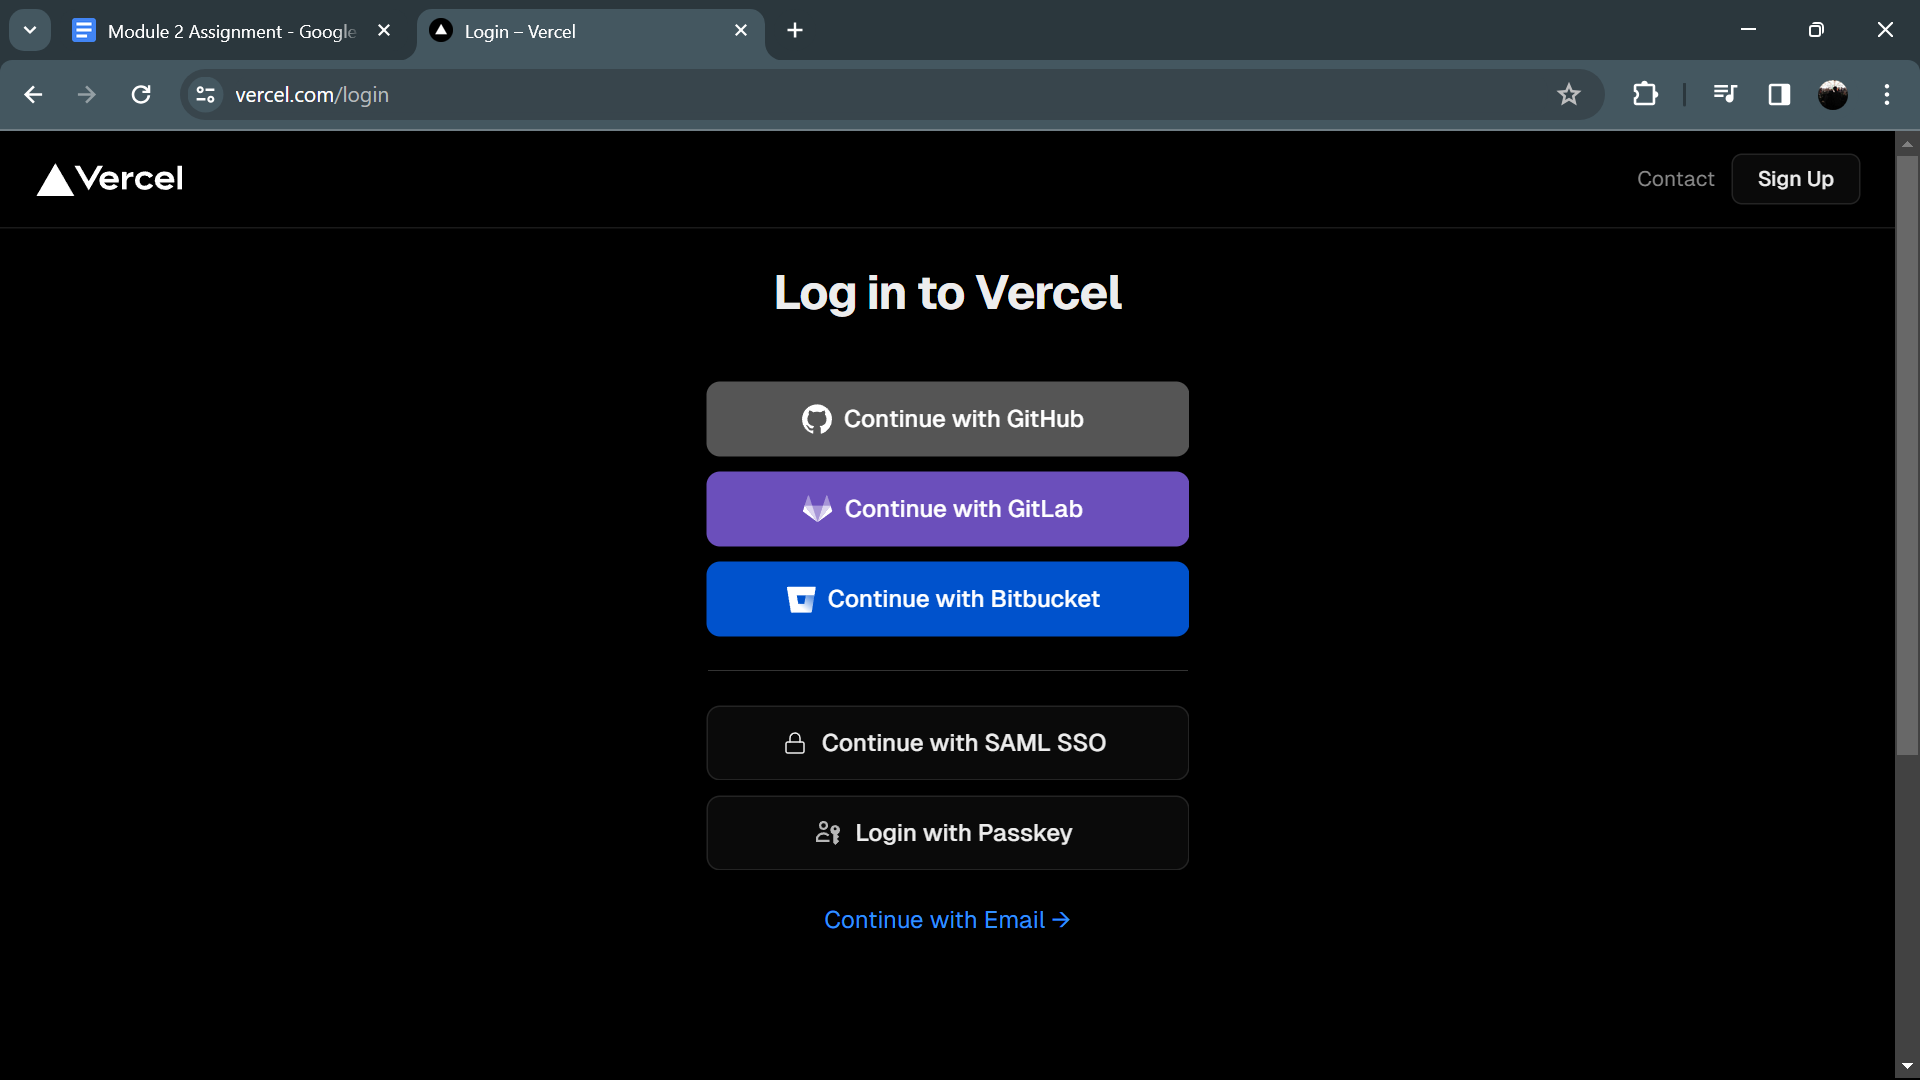 Module 2 Assignment - Google
Login – Vercel
vercel.com/login
Vercel
Contact
Sign Up
Log in to Vercel
Continue with GitHub
Continue with GitLab
Continue with Bitbucket
Continue with SAML SSO
Login with Passkey
Continue with Email →